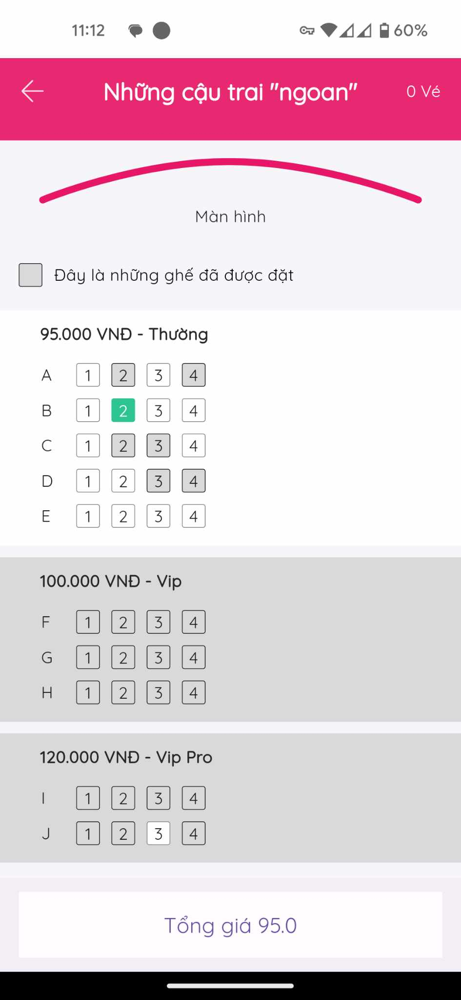 11:12 60%
Những cậu trai "ngoan" 0 Vé
Màn hình
Đây là những ghế đã được đặt
95.000 VNĐ - Thường
A 1 2 3 4
B 1 2 3 4
C 1 2 3 4
D 1 2 3 4
E 1 2 3 4
100.000 VNĐ - Vip
F 1 2 3 4
G 1 2 3 4
H 1 2 3 4
120.000 VNĐ - Vip Pro
I 1 2 3 4
J 1 2 3 4
Tổng giá 95.0